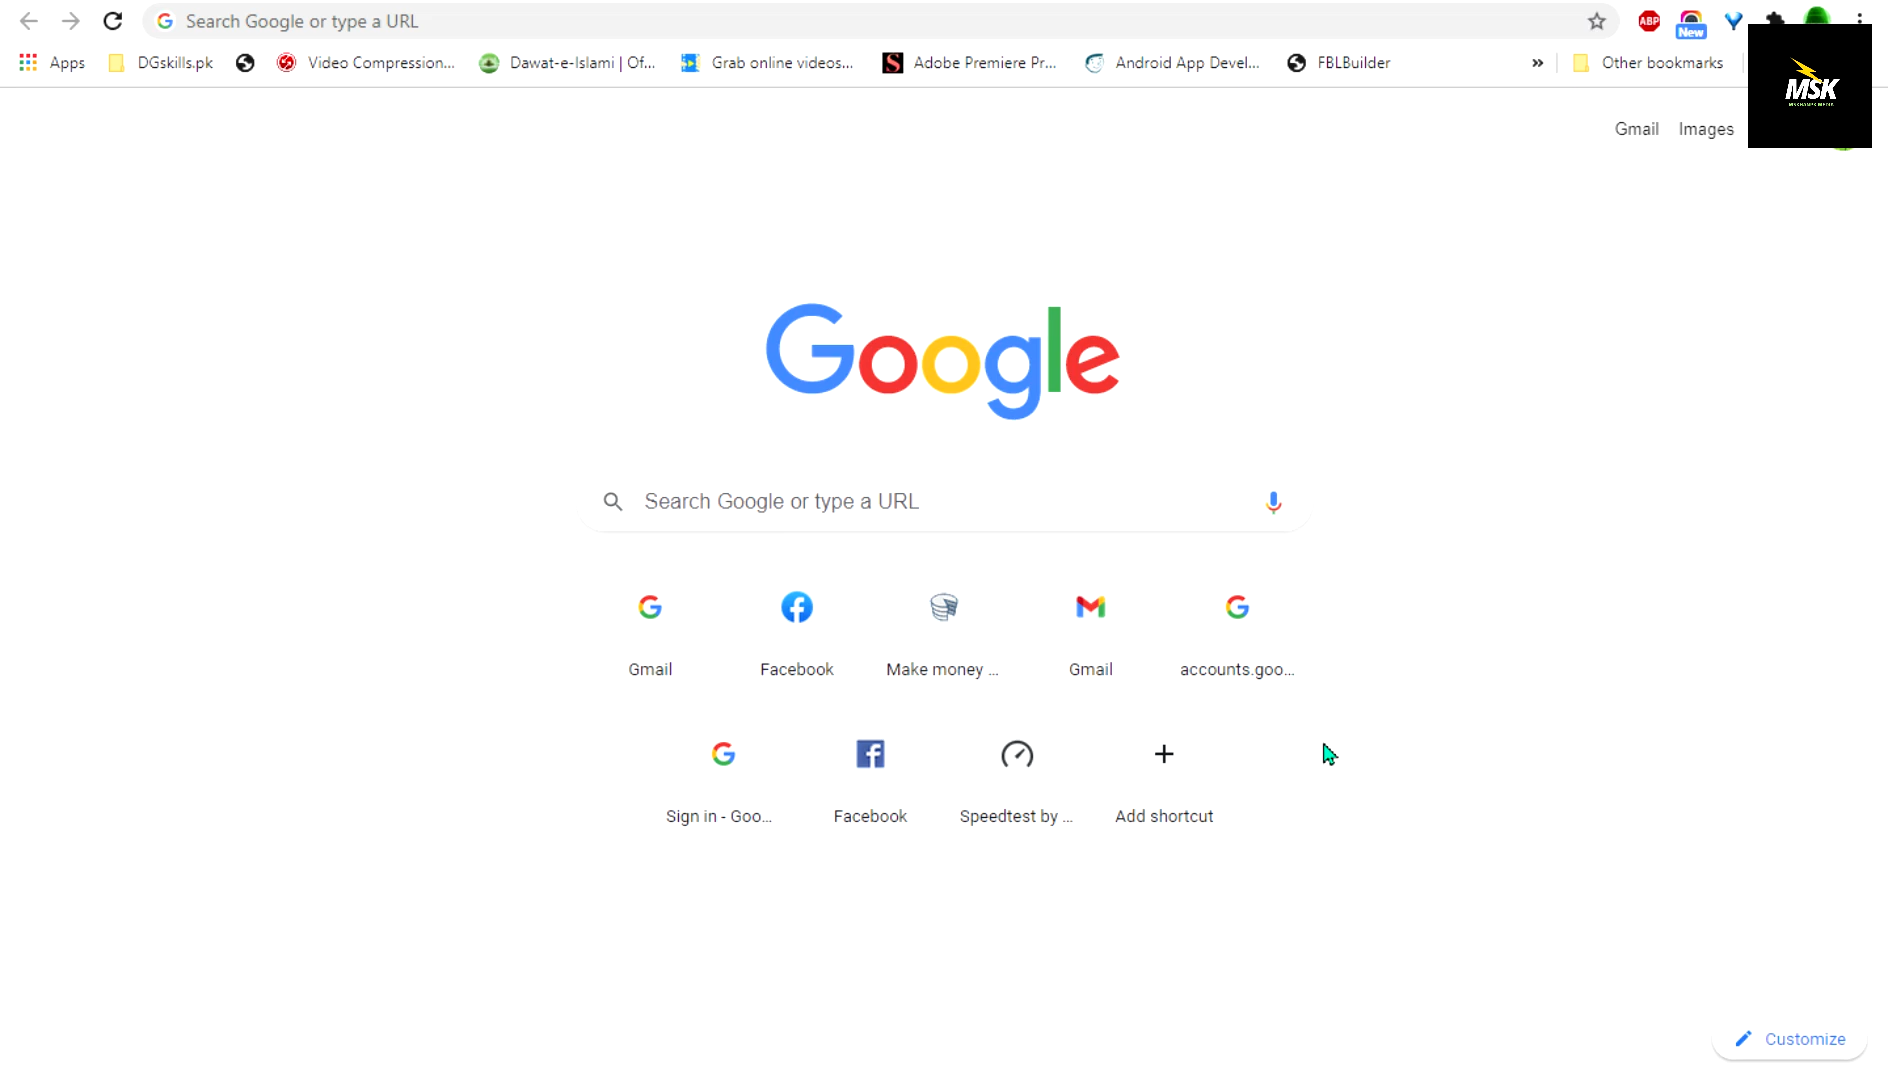 Search Google or type a URL
ABP
New
Apps DGskills.pk Video Compression... Dawat-e-Islami | Of... Grab online videos... Adobe Premiere Pr... Android App Devel... FBLBuilder » Other bookmarks
MSK
Gmail Images
Google
Search Google or type a URL
Gmail Facebook Make money ... Gmail accounts.goo...
Sign in - Goo... Facebook Speedtest by ... Add shortcut
Customize